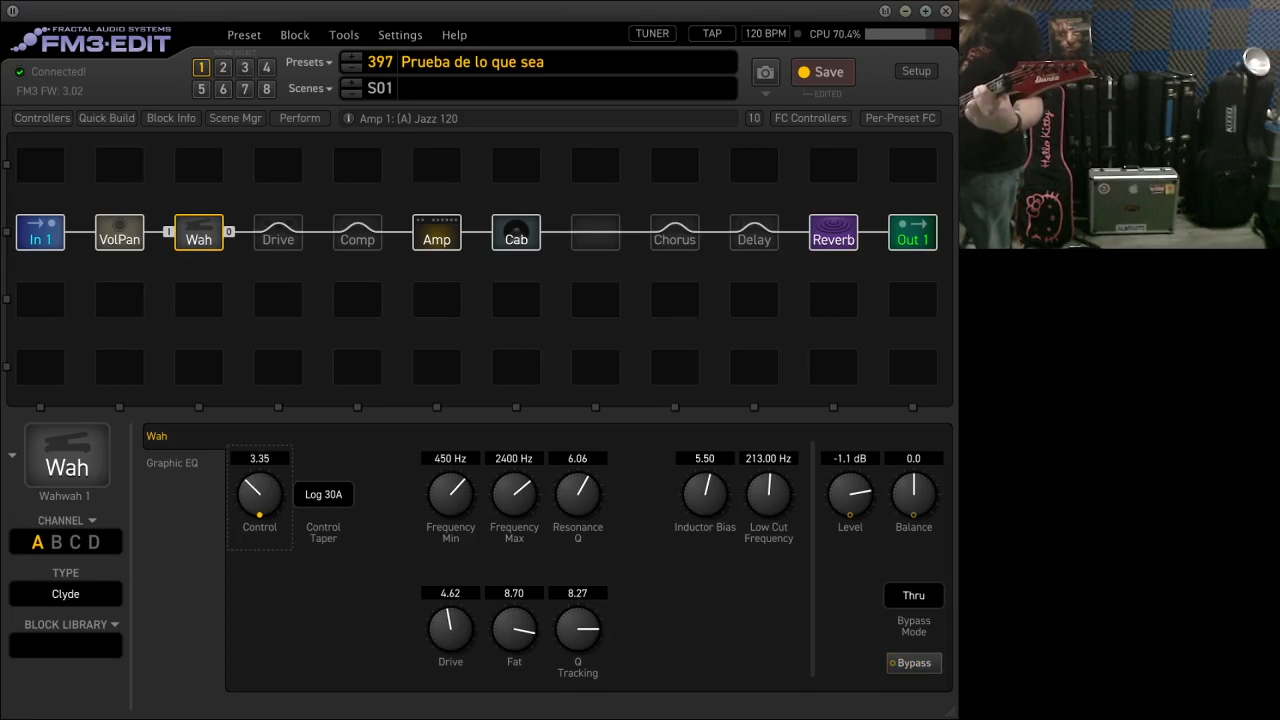 FRACTAL AUDIO SYSTEMS
FM3-EDIT
Preset Block Tools Settings Help
TUNER TAP 120 BPM CPU 70.4%
Connected!
FM3 FW: 3.02
SCENE SELECT
1 2 3 4
5 6 7 8
Presets 397 Prueba de lo que sea
Scenes S01
Save
EDITED
Setup
Controllers Quick Build Block Info Scene Mgr Perform Amp 1: (A) Jazz 120 10 FC Controllers Per-Preset FC
In 1 VolPan I Wah O Drive Comp Amp Cab Chorus Delay Reverb Out 1
Wah
Wahwah 1
CHANNEL
A B C D
TYPE
Clyde
BLOCK LIBRARY
Wah
Graphic EQ
3.35 450 Hz 2400 Hz 6.06 5.50 213.00 Hz -1.1 dB 0.0
Log 30A
Control Control Taper Frequency Min Frequency Max Resonance Q Inductor Bias Low Cut Frequency Level Balance
4.62 8.70 8.27
Drive Fat Q Tracking
Thru
Bypass Mode
Bypass
Ibanez
Hello Kitty